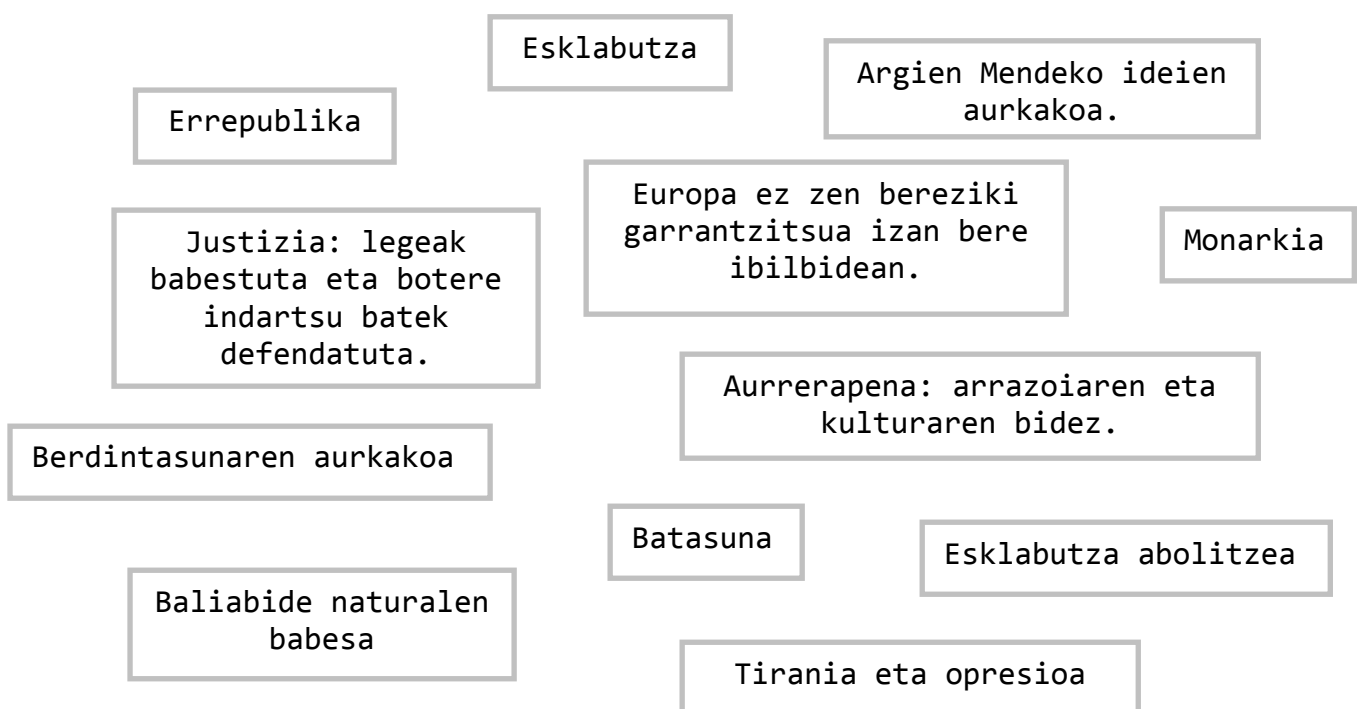 Esklabutza
Argien Mendeko ideien
aurkakoa.
Errepublika
Europa ez zen bereziki
garrantzitsua izan bere
ibilbidean.
Monarkia
Justizia: legeak
babestuta eta botere
indartsu batek
defendatuta.
Aurrerapena: arrazoiaren eta
kulturaren bidez.
Berdintasunaren aurkakoa
Batasuna
Esklabutza abolitzea
Baliabide naturalen
babesa
Tirania eta opresioa